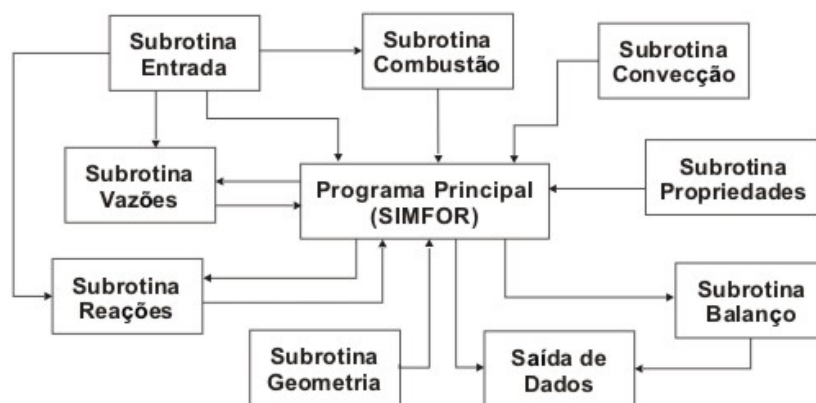 Subrotina
Entrada
Subrotina
Combustão
Subrotina
Convecção
Subrotina
Vazões
Programa Principal
(SIMFOR)
Subrotina
Propriedades
Subrotina
Reações
Subrotina
Balanço
Subrotina
Geometria
Saída de
Dados